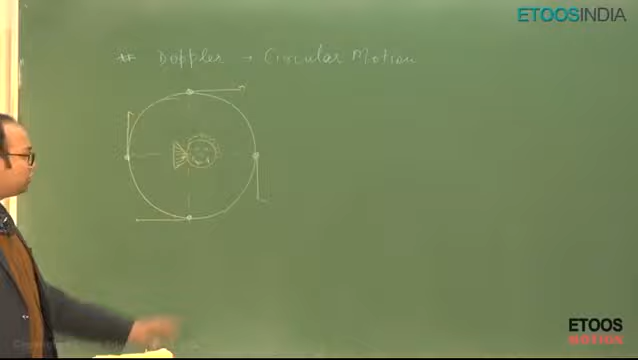 ETOOSINDIA
** Doppler → Circular Motion
ETOOS
MOTION